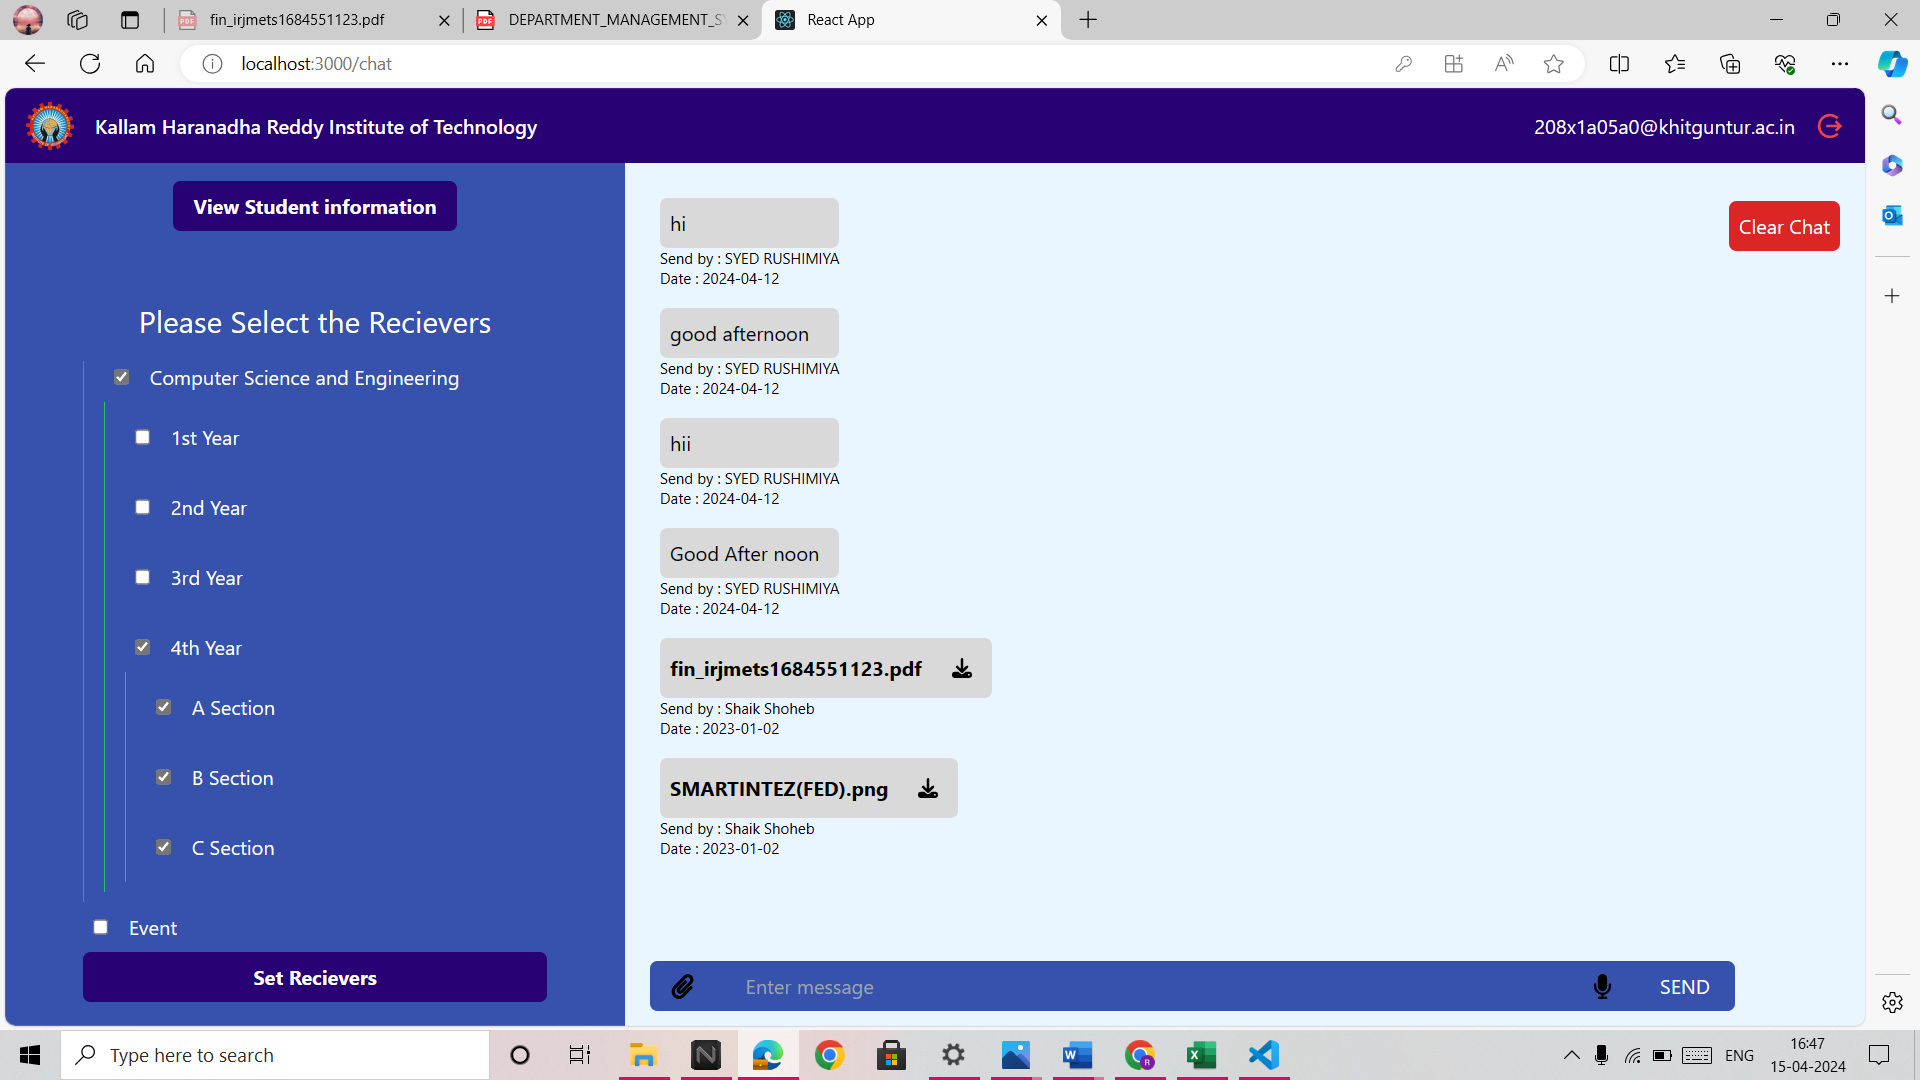 fin_irjmets1684551123.pdf
DEPARTMENT_MANAGEMENT_S
React App
localhost:3000/chat
Kallam Haranadha Reddy Institute of Technology
208x1a05a0@khitguntur.ac.in
View Student information
Please Select the Recievers
Computer Science and Engineering
1st Year
2nd Year
3rd Year
4th Year
A Section
B Section
C Section
Event
Set Recievers
Clear Chat
hi
Send by : SYED RUSHIMIYA
Date : 2024-04-12
good afternoon
Send by : SYED RUSHIMIYA
Date : 2024-04-12
hii
Send by : SYED RUSHIMIYA
Date : 2024-04-12
Good After noon
Send by : SYED RUSHIMIYA
Date : 2024-04-12
fin_irjmets1684551123.pdf
Send by : Shaik Shoheb
Date : 2023-01-02
SMARTINTEZ(FED).png
Send by : Shaik Shoheb
Date : 2023-01-02
Enter message
SEND
Type here to search
ENG
16:47
15-04-2024